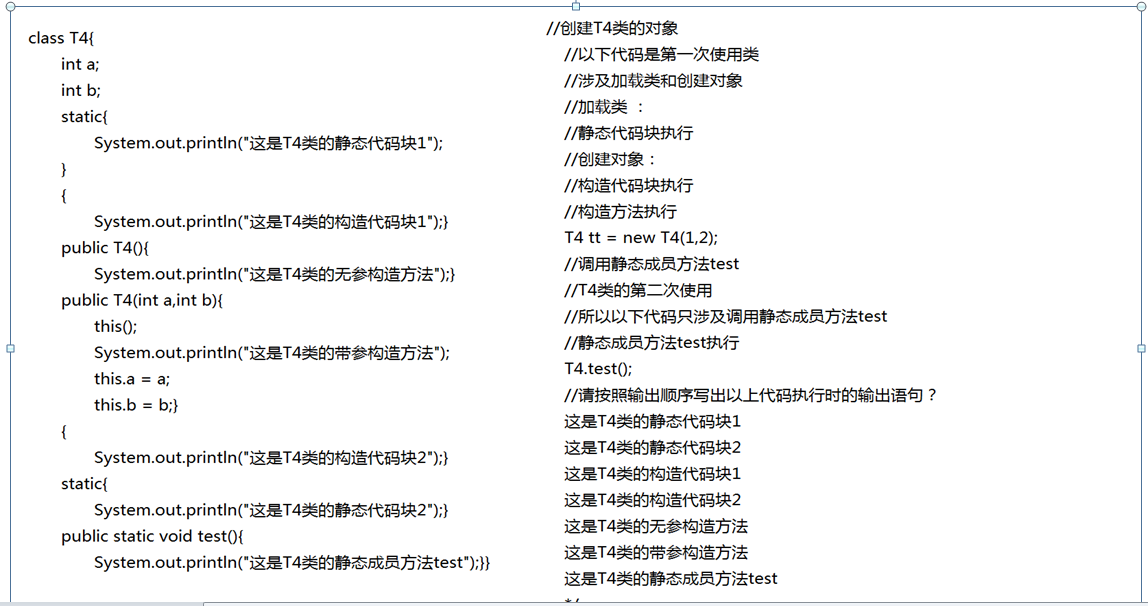 class T4{
int a;
int b;
static{
System.out.println("这是T4类的静态代码块1");
}
{
System.out.println("这是T4类的构造代码块1");}
public T4(){
System.out.println("这是T4类的无参构造方法");}
public T4(int a,int b){
this();
System.out.println("这是T4类的带参构造方法");
this.a = a;
this.b = b;}
{
System.out.println("这是T4类的构造代码块2");}
static{
System.out.println("这是T4类的静态代码块2");}
public static void test(){
System.out.println("这是T4类的静态成员方法test");}}
//创建T4类的对象
//以下代码是第一次使用类
//涉及加载类和创建对象
//加载类 ：
//静态代码块执行
//创建对象：
//构造代码块执行
//构造方法执行
T4 tt = new T4(1,2);
//调用静态成员方法test
//T4类的第二次使用
//所以以下代码只涉及调用静态成员方法test
//静态成员方法test执行
T4.test();
//请按照输出顺序写出以上代码执行时的输出语句？
这是T4类的静态代码块1
这是T4类的静态代码块2
这是T4类的构造代码块1
这是T4类的构造代码块2
这是T4类的无参构造方法
这是T4类的带参构造方法
这是T4类的静态成员方法test
*/